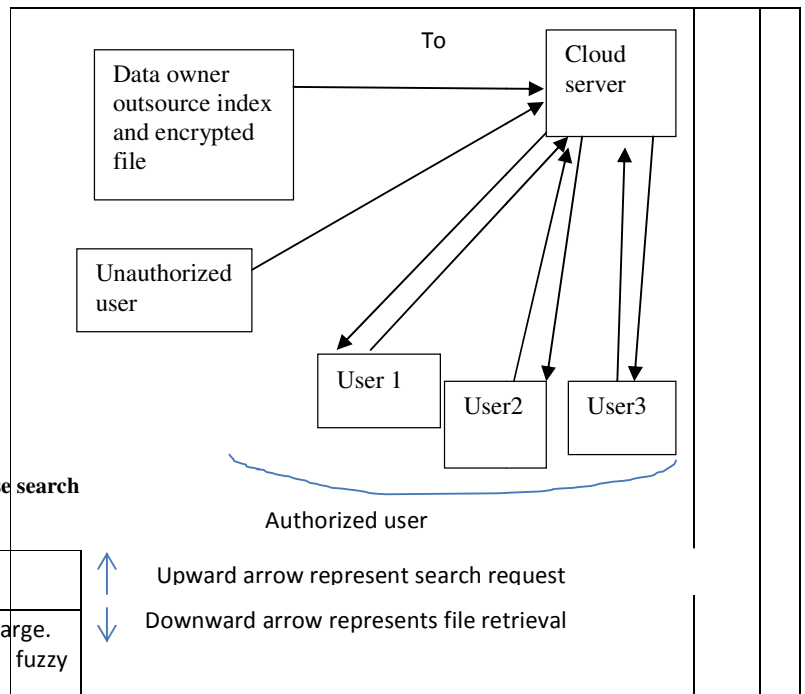 To
Cloud
server
Data owner
outsource index
and encrypted
file
Unauthorized
user
User 1
User2
User3
search
Authorized user
Upward arrow represent search request
Downward arrow represents file retrieval
arge.
fuzzy